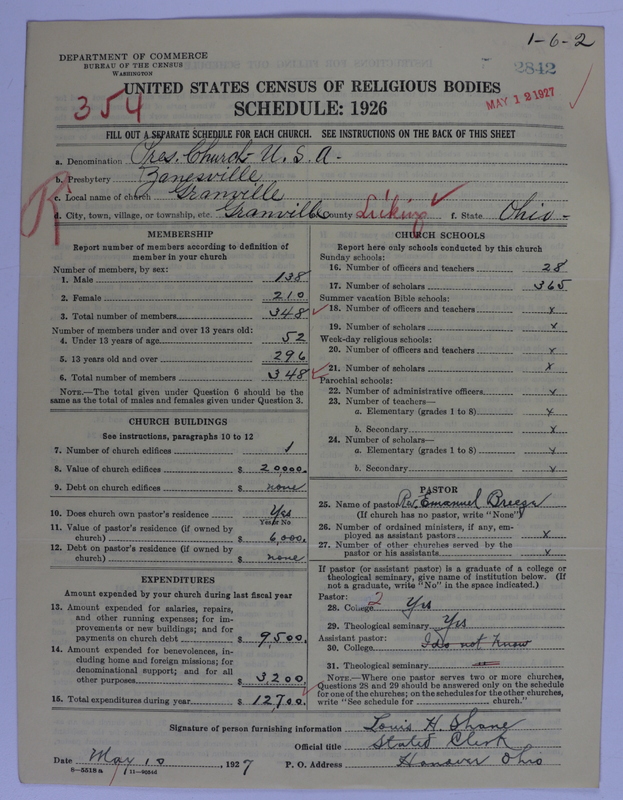 1-6-2
DEPARTMENT OF COMMERCE
BUREAU OF THE CENSUS
WASHINGTON
2842
UNITED STATES CENSUS OF RELIGIOUS BODIES
354
SCHEDULE: 1926
MAY 12 1927
FILL OUT A SEPARATE SCHEDULE FOR EACH CHURCH. SEE INSTRUCTIONS ON THE BACK OF THIS SHEET
a. Denomination Pres. Church U.S.A.
b. Presbytery Zanesville
c. Local name of church Granville
d. City, town, village, or township, etc. Granville County Licking f. State Ohio
MEMBERSHIP
Report number of members according to definition of
member in your church
Number of members, by sex:
1. Male 138
2. Female 210
3. Total number of members 348
Number of members under and over 13 years old:
4. Under 13 years of age 52
5. 13 years old and over 296
6. Total number of members 348
NOTE.—The total given under Question 6 should be the
same as the total of males and females given under Question 3.
CHURCH BUILDINGS
See instructions, paragraphs 10 to 12
7. Number of church edifices 1
8. Value of church edifices $ 20,000.
9. Debt on church edifices $ none
10. Does church own pastor's residence Yes
Yes or No
11. Value of pastor's residence (if owned by
church) $ 6,000.
12. Debt on pastor's residence (if owned by
church) $ none
EXPENDITURES
Amount expended by your church during last fiscal year
13. Amount expended for salaries, repairs,
and other running expenses; for im-
provements or new buildings; and for
payments on church debt $ 9,500.
14. Amount expended for benevolences, in-
cluding home and foreign missions; for
denominational support; and for all
other purposes $ 3200.
15. Total expenditures during year $ 12700.
CHURCH SCHOOLS
Report here only schools conducted by this church
Sunday schools:
16. Number of officers and teachers 28
17. Number of scholars 365
Summer vacation Bible schools:
18. Number of officers and teachers x
19. Number of scholars x
Week-day religious schools:
20. Number of officers and teachers x
21. Number of scholars x
Parochial schools:
22. Number of administrative officers x
23. Number of teachers—
a. Elementary (grades 1 to 8) x
b. Secondary x
24. Number of scholars—
a. Elementary (grades 1 to 8) x
b. Secondary x
PASTOR
25. Name of pastor Rev. Emanuel Breeze
(If church has no pastor, write "None")
26. Number of ordained ministers, if any, em-
ployed as assistant pastors x
27. Number of other churches served by the
pastor or his assistants x
If pastor (or assistant pastor) is a graduate of a college or
theological seminary, give name of institution below. (If
not a graduate, write "No" in the space indicated.)
Pastor:
28. College 2 Yes
29. Theological seminary Yes
Assistant pastor:
30. College I do not know
31. Theological seminary
NOTE.—Where one pastor serves two or more churches,
Questions 28 and 29 should be answered only on the schedule
for one of the churches; on the schedules for the other churches,
write "See schedule for church."
Signature of person furnishing information Louis H. Shane
Official title Stated Clerk
Date May 10 1927 P. O. Address Hanover Ohio